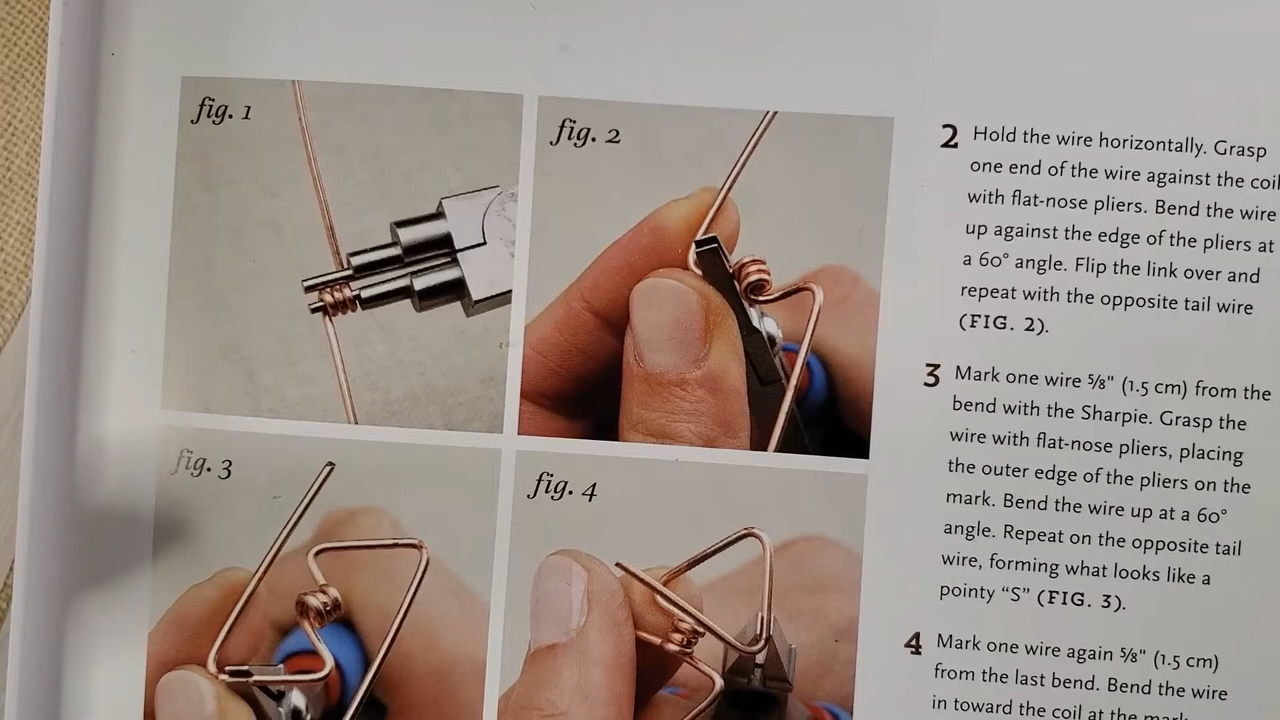 fig. 1
fig. 2
fig. 3
fig. 4
2 Hold the wire horizontally. Grasp
one end of the wire against the coil
with flat-nose pliers. Bend the wire
up against the edge of the pliers at
a 60° angle. Flip the link over and
repeat with the opposite tail wire
(FIG. 2).
3 Mark one wire 5/8" (1.5 cm) from the
bend with the Sharpie. Grasp the
wire with flat-nose pliers, placing
the outer edge of the pliers on the
mark. Bend the wire up at a 60°
angle. Repeat on the opposite tail
wire, forming what looks like a
pointy “S” (FIG. 3).
4 Mark one wire again 5/8" (1.5 cm)
from the last bend. Bend the wire
in toward the coil at the mark